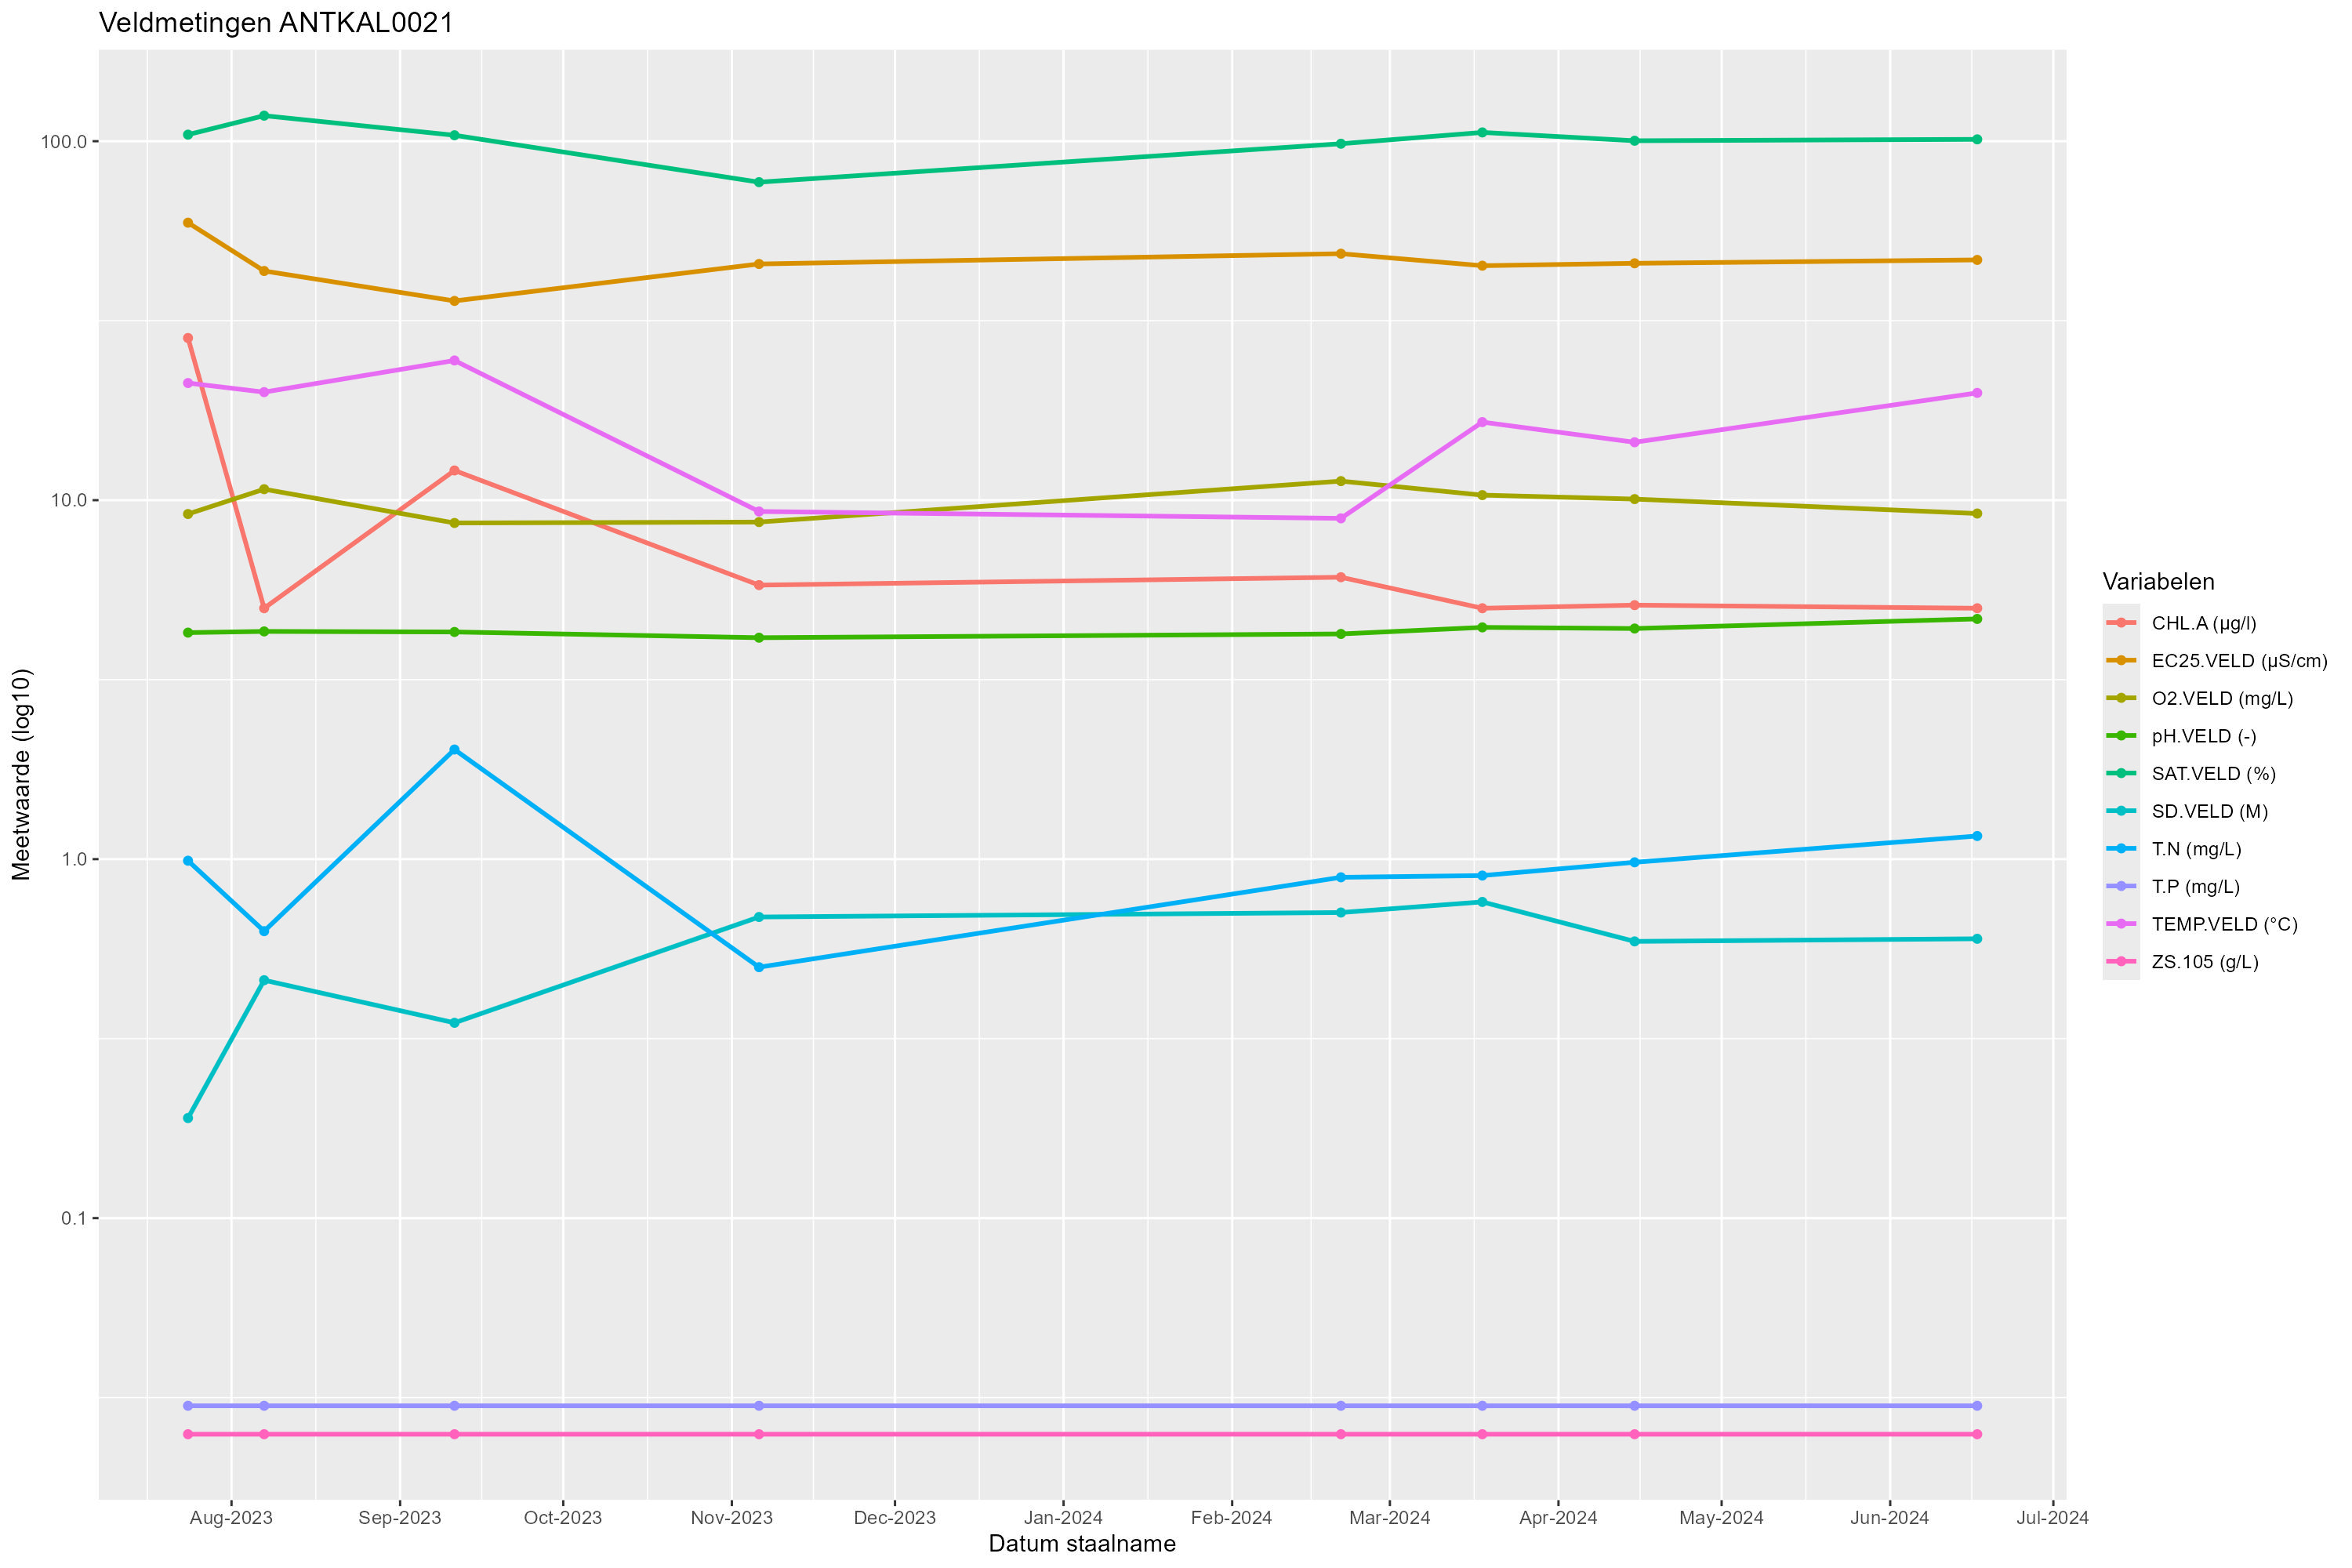 Veldmetingen ANTKAL0021
100.0
10.0
1.0
0.1
Meetwaarde (log10)
Aug-2023
Sep-2023
Oct-2023
Nov-2023
Dec-2023
Jan-2024
Feb-2024
Mar-2024
Apr-2024
May-2024
Jun-2024
Jul-2024
Datum staalname
Variabelen
CHL.A (µg/l)
EC25.VELD (µS/cm)
O2.VELD (mg/L)
pH.VELD (-)
SAT.VELD (%)
SD.VELD (M)
T.N (mg/L)
T.P (mg/L)
TEMP.VELD (°C)
ZS.105 (g/L)